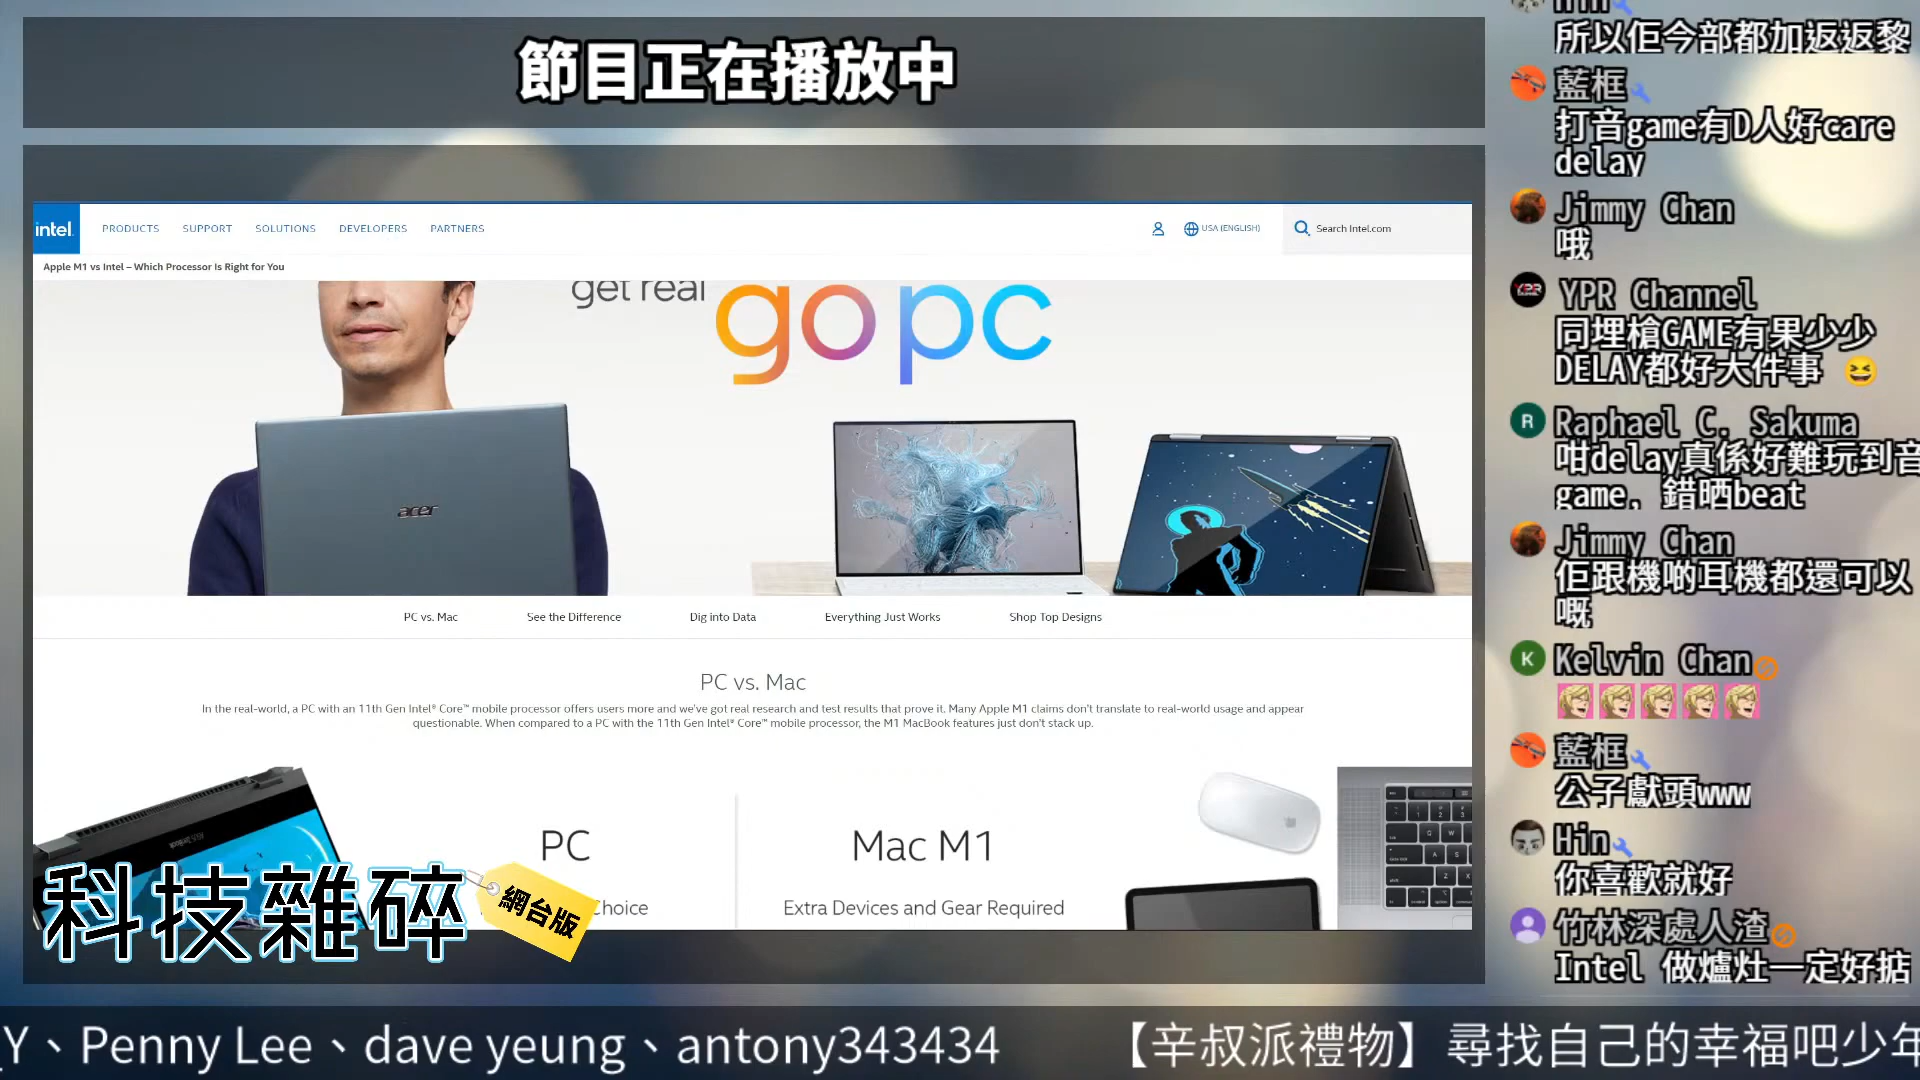 節目正在播放中
intel.
PRODUCTS
SUPPORT
SOLUTIONS
DEVELOPERS
PARTNERS
USA (ENGLISH)
Search Intel.com
Apple M1 vs Intel – Which Processor Is Right for You
get real
go pc
acer
PC vs. Mac
See the Difference
Dig into Data
Everything Just Works
Shop Top Designs
PC vs. Mac
In the real-world, a PC with an 11th Gen Intel® Core™ mobile processor offers users more and we've got real research and test results that prove it. Many Apple M1 claims don't translate to real-world usage and appear
questionable. When compared to a PC with the 11th Gen Intel® Core™ mobile processor, the M1 MacBook features just don't stack up.
PC
Choice
Mac M1
Extra Devices and Gear Required
科技雜碎
網台版
Hin
所以佢今部都加返返黎
藍框
打音game有D人好care
delay
Jimmy Chan
哦
YPR Channel
同埋槍GAME有果少少
DELAY都好大件事 😆
R
Raphael C. Sakuma
咁delay真係好難玩到音
game, 錯晒beat
Jimmy Chan
佢跟機啲耳機都還可以
嘅
K
Kelvin Chan
藍框
公子獻頭www
Hin
你喜歡就好
竹林深處人渣
Intel 做爐灶一定好掂
Y、Penny Lee、dave yeung、antony343434
【辛叔派禮物】尋找自己的幸福吧少年